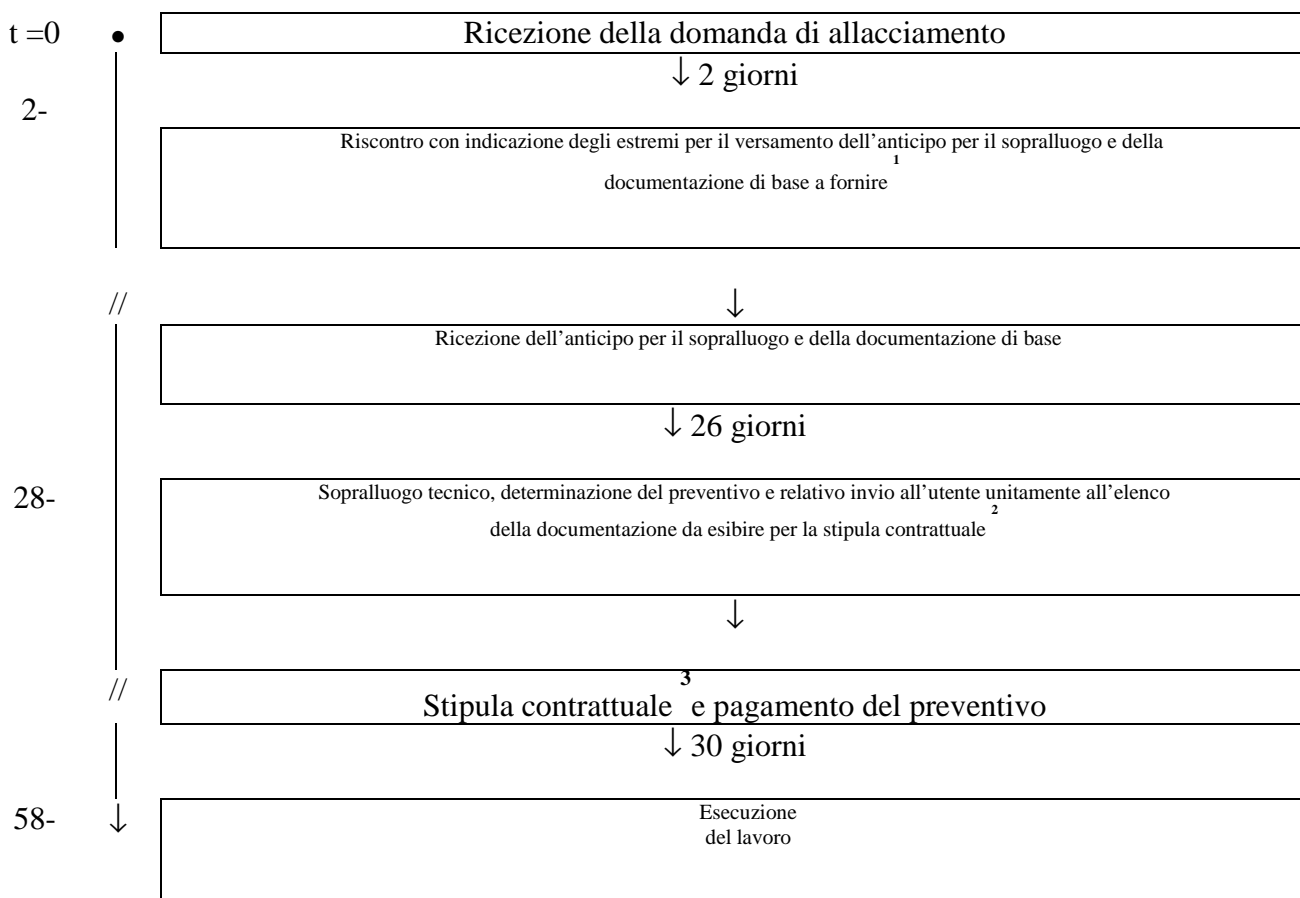 t =0 • Ricezione della domanda di allacciamento
↓ 2 giorni
2-
Riscontro con indicazione degli estremi per il versamento dell’anticipo per il sopralluogo e della
documentazione di base a fornire 1
// ↓
Ricezione dell’anticipo per il sopralluogo e della documentazione di base
↓ 26 giorni
28- Sopralluogo tecnico, determinazione del preventivo e relativo invio all’utente unitamente all’elenco
della documentazione da esibire per la stipula contrattuale 2
↓
// Stipula contrattuale 3 e pagamento del preventivo
↓ 30 giorni
58- ↓ Esecuzione
del lavoro